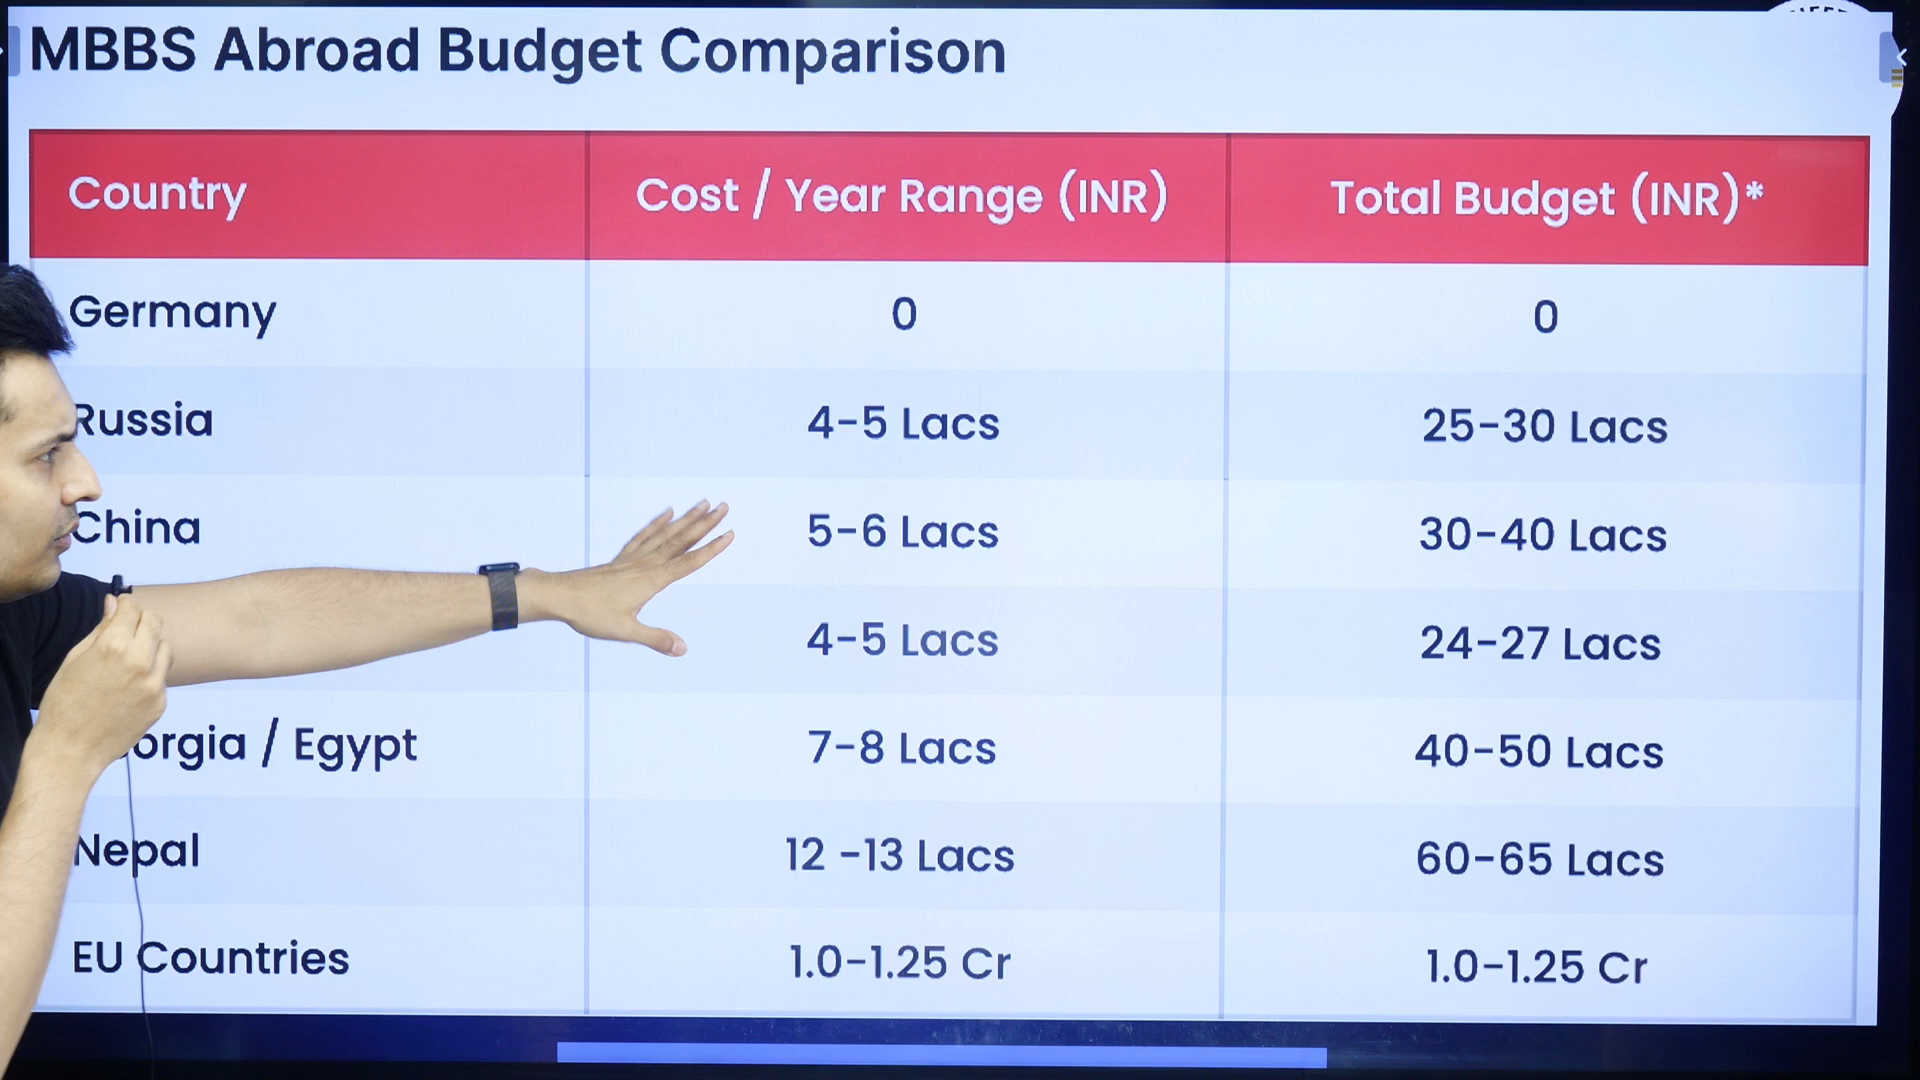 MBBS Abroad Budget Comparison
Country Cost / Year Range (INR) Total Budget (INR)*
Germany 0 0
Russia 4-5 Lacs 25-30 Lacs
China 5-6 Lacs 30-40 Lacs
4-5 Lacs 24-27 Lacs
/ Egypt 7-8 Lacs 40-50 Lacs
Nepal 12 -13 Lacs 60-65 Lacs
EU Countries 1.0-1.25 Cr 1.0-1.25 Cr